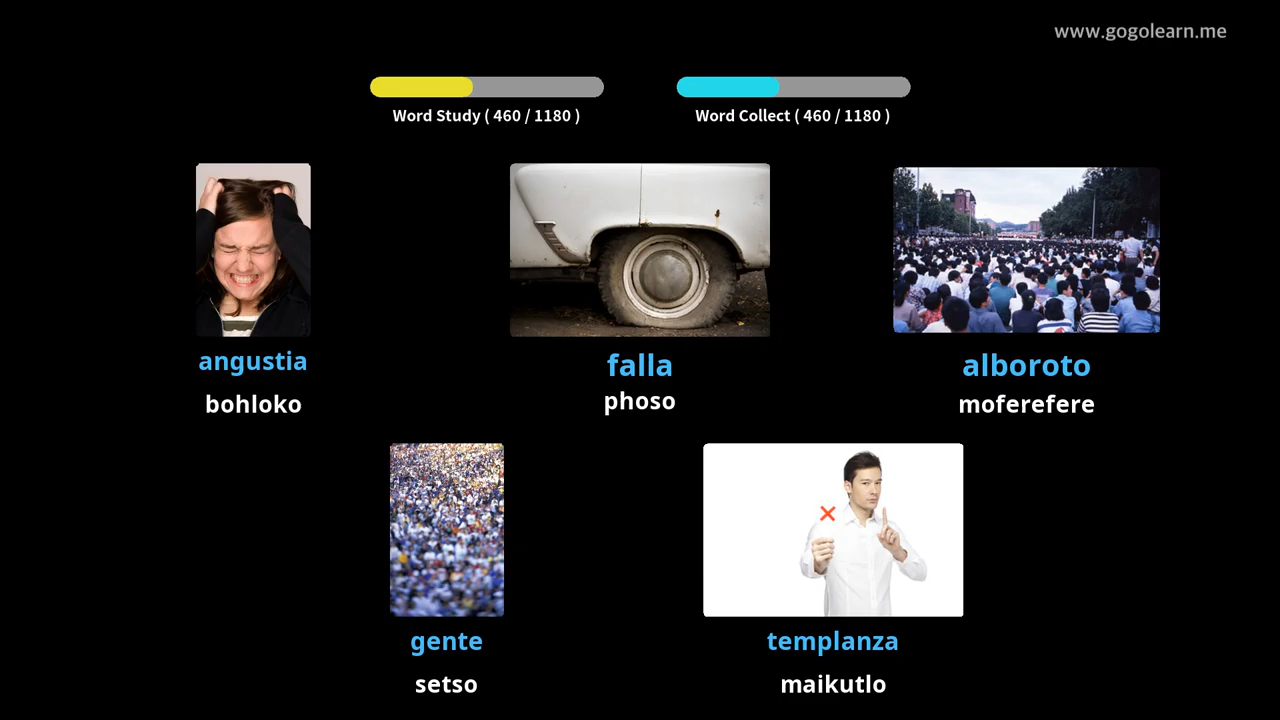 www.gogolearn.me
Word Study ( 460 / 1180 )
Word Collect ( 460 / 1180 )
angustia
bohloko
falla
phoso
alboroto
moferefere
gente
setso
templanza
maikutlo